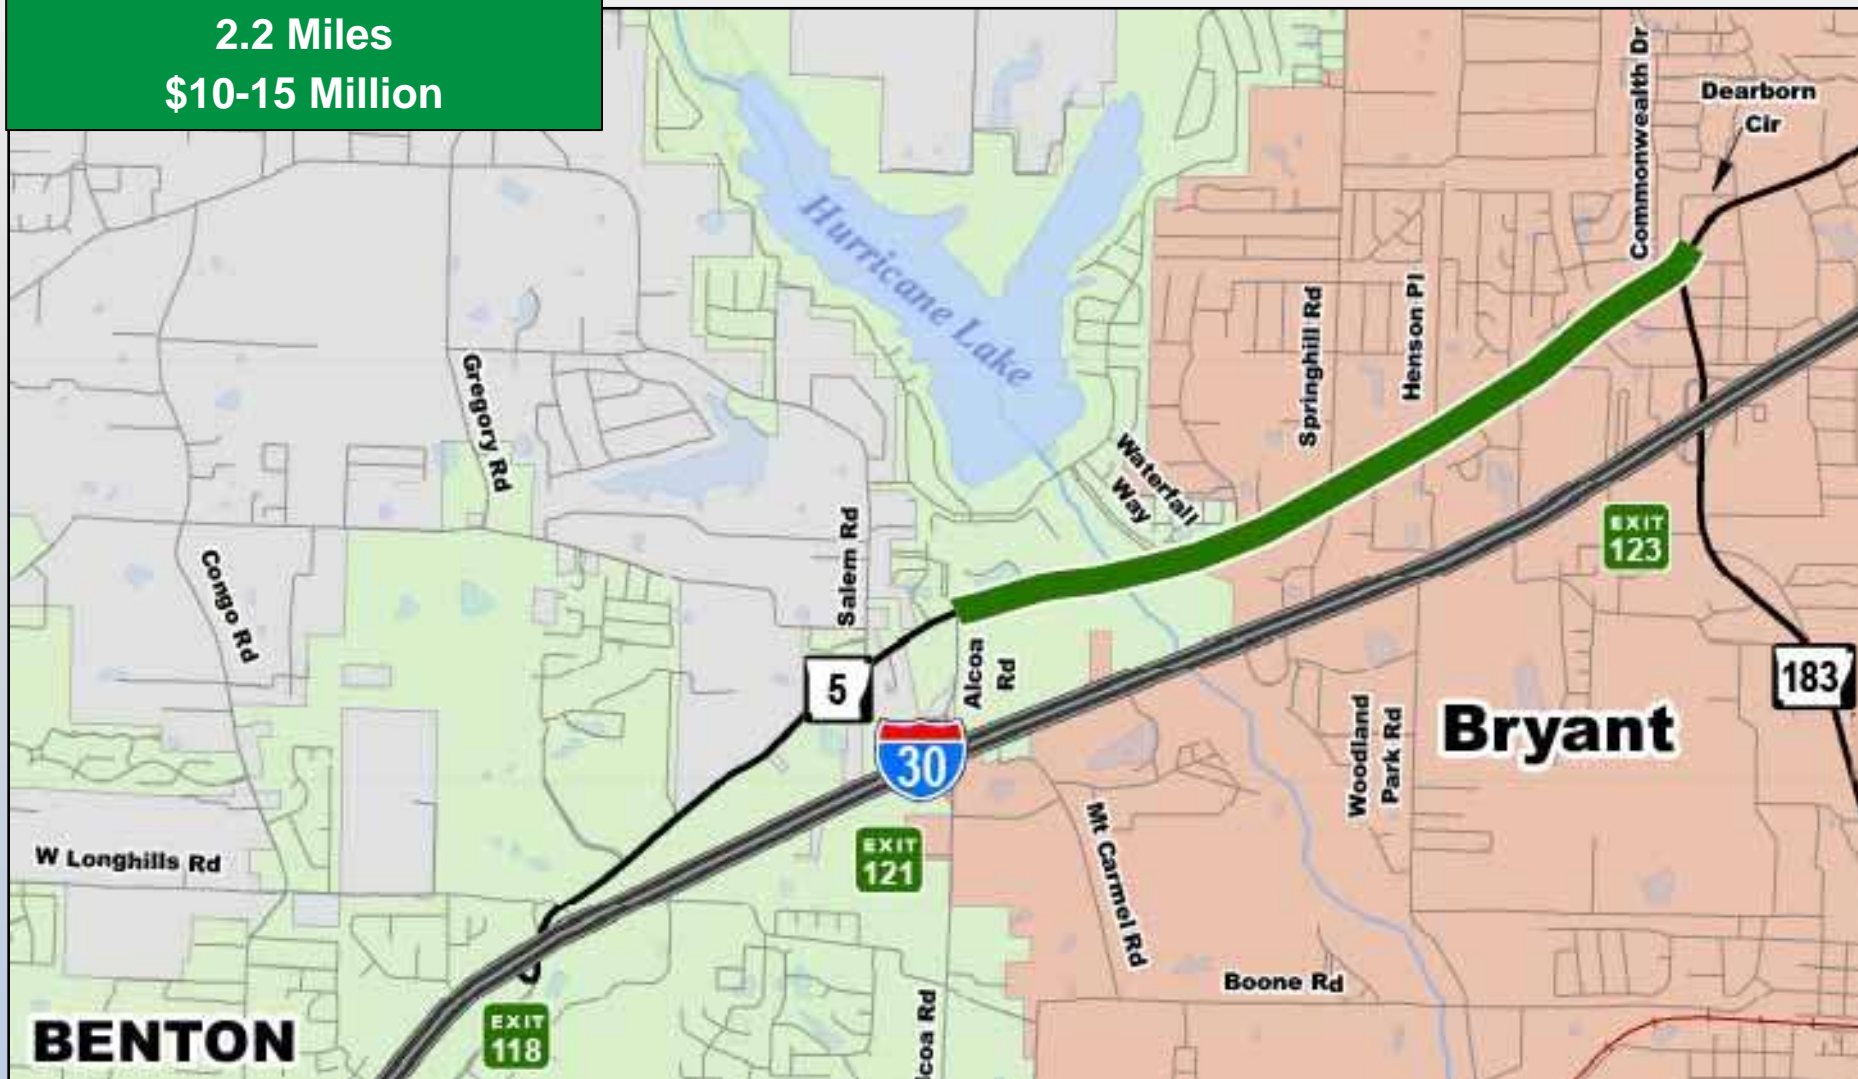 2.2 Miles
$10-15 Million
Commonwealth Dr
Dearborn
Cir
Hurricane Lake
Springhill Rd
Henson Pl
Gregory Rd
Waterfall
Way
Salem Rd
EXIT
123
Congo Rd
Alcoa
Rd
5
183
30
Woodland
Park Rd
Bryant
Mt Carmel Rd
W Longhills Rd
EXIT
121
Boone Rd
BENTON
EXIT
118
coa Rd